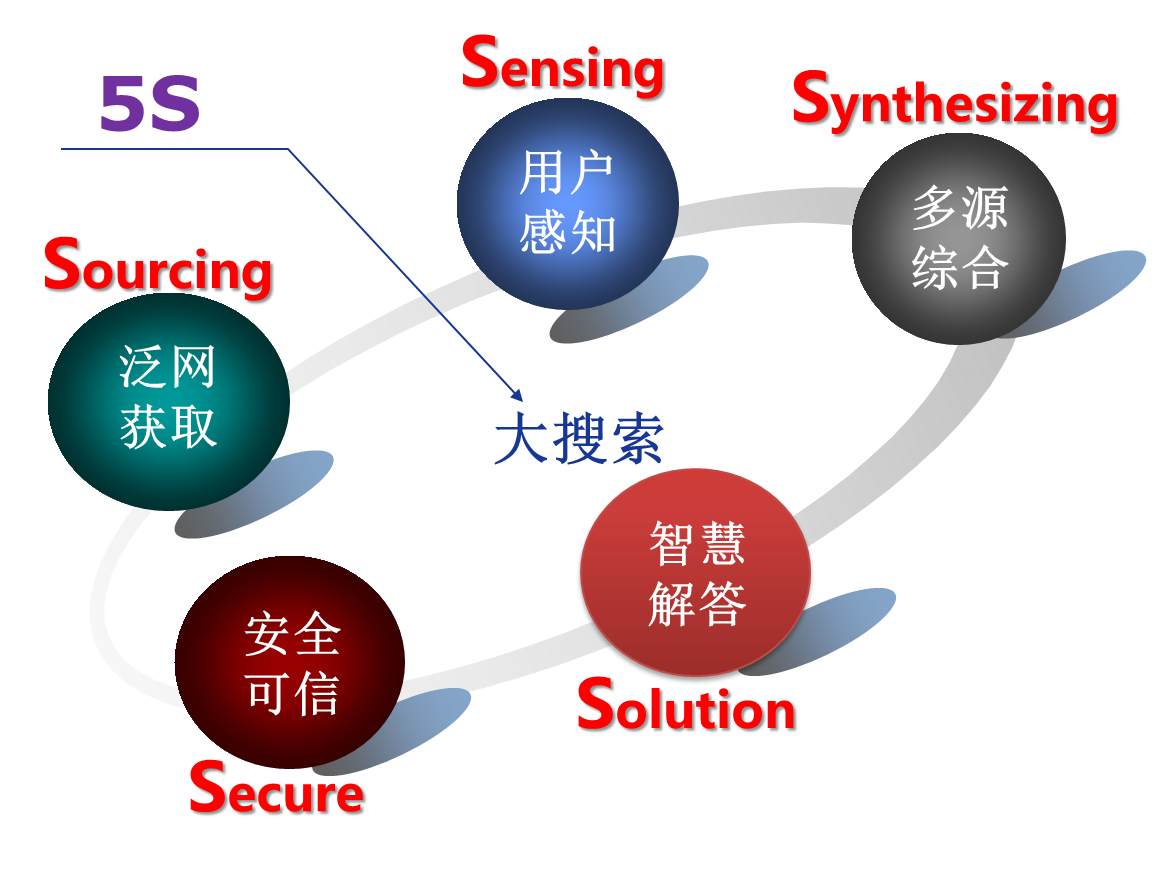 5S
Sensing
用户
感知
Synthesizing
多源
综合
Sourcing
泛网
获取
大搜索
智慧
解答
Solution
安全
可信
Secure